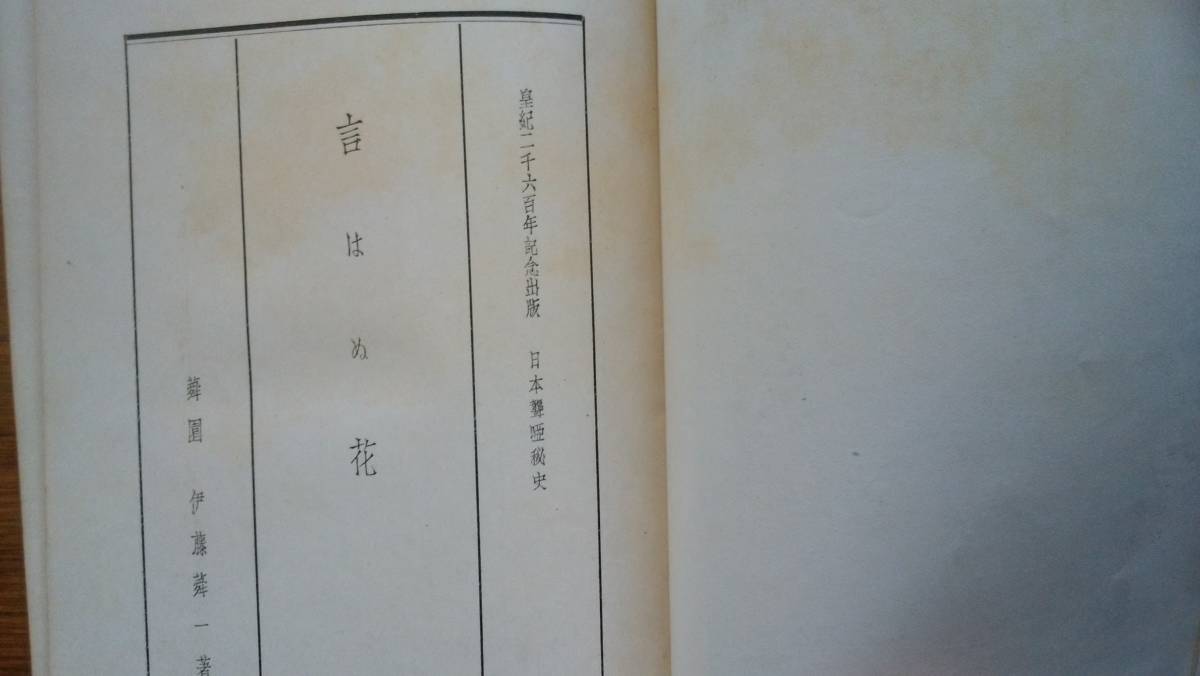 皇紀二千六百年記念出版　日本聾啞秘史
言はぬ花
蕣園　伊藤蕣一著